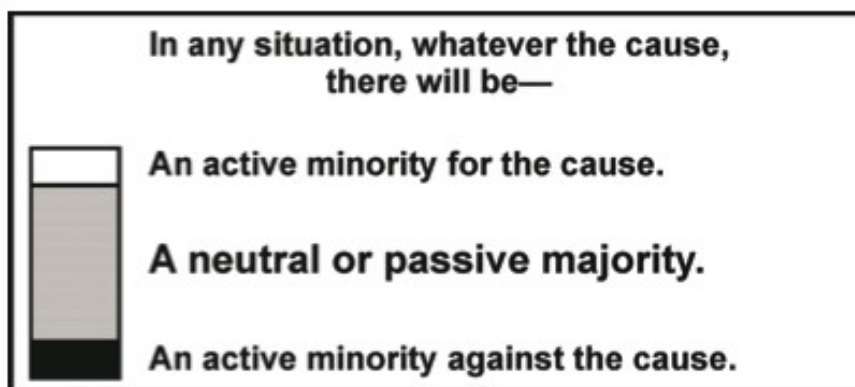 In any situation, whatever the cause,
there will be—
An active minority for the cause.
A neutral or passive majority.
An active minority against the cause.